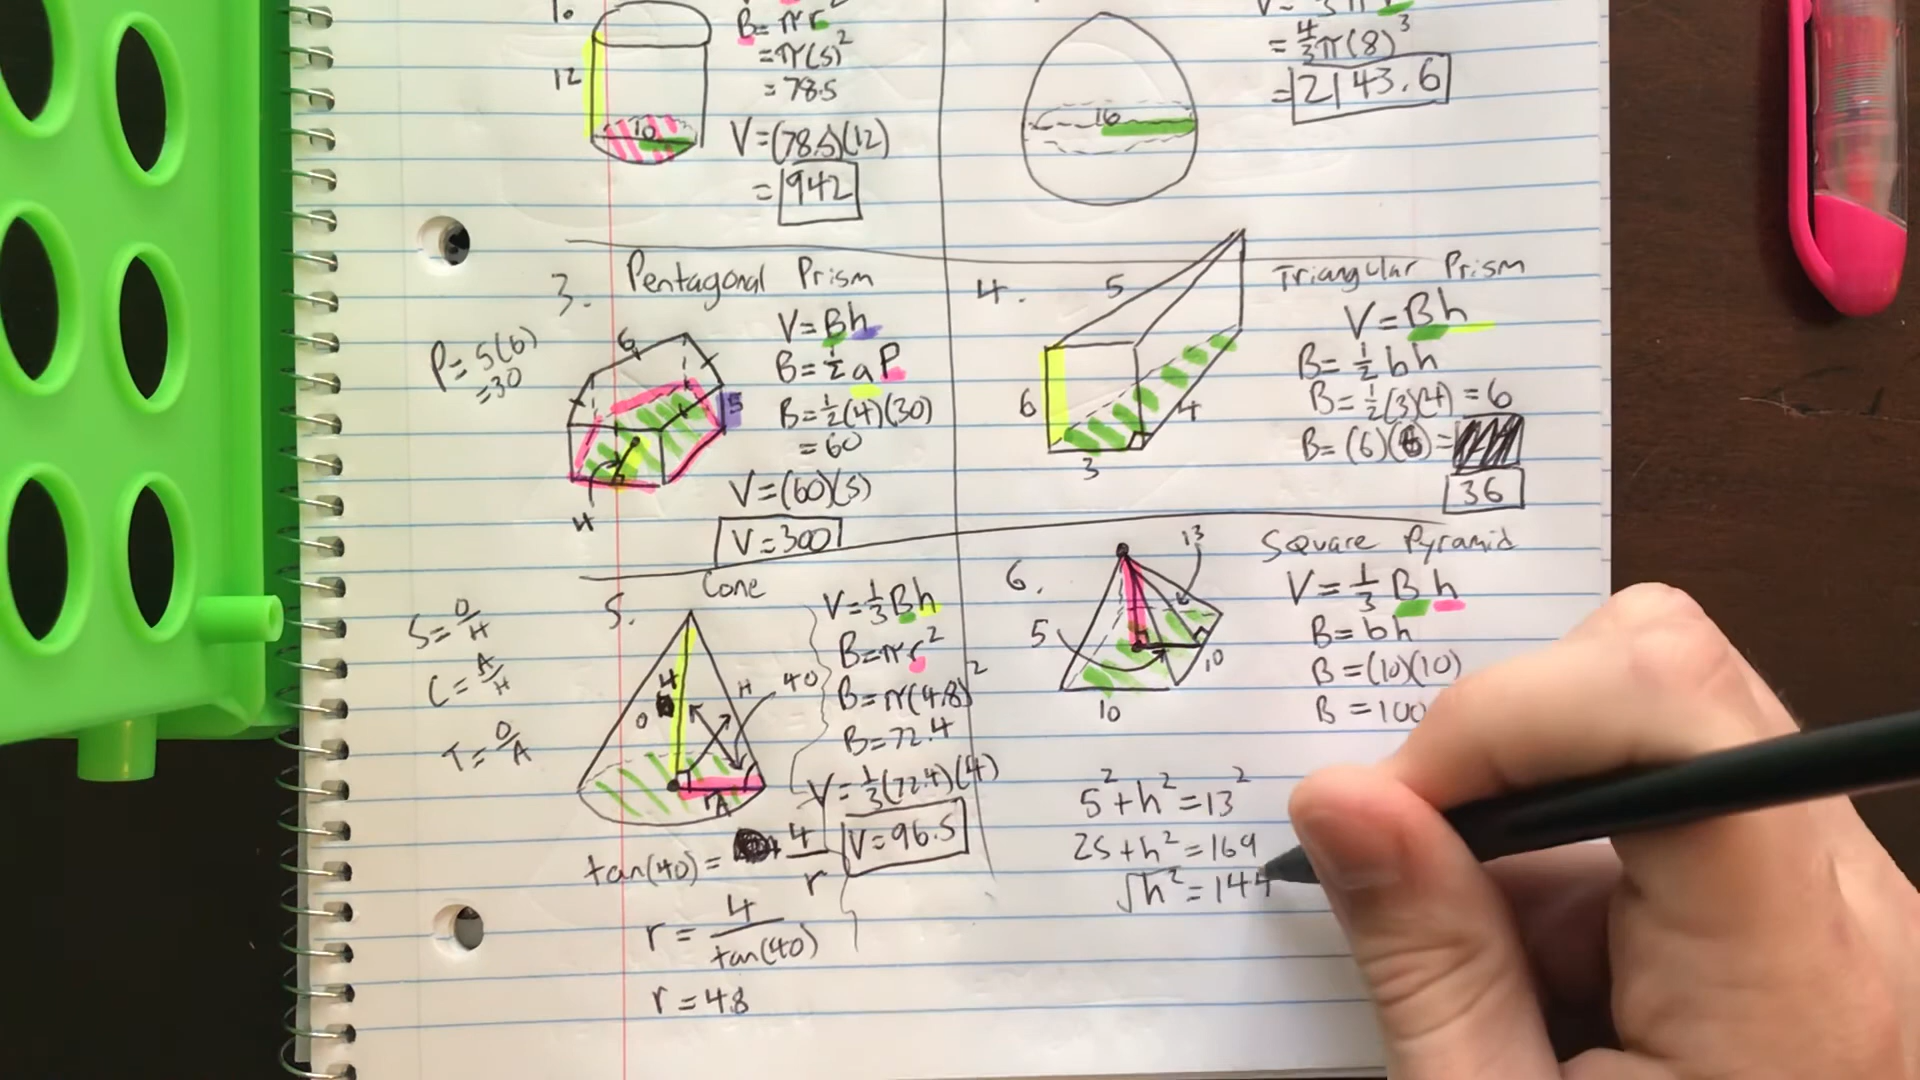 1.
12
10
B=πr²
=π(5)²
=78.5
V=(78.5)(12)
=942
16
=4/3π(8)³
=2143.6
3. Pentagonal Prism
P=5(6)
=30
6
5
4
V=Bh
B=½aP
B=½(4)(30)
=60
V=(60)(5)
V=300
4. Triangular Prism
5
6
3
4
V=Bh
B=½bh
B=½(3)(4)=6
B=(6)(6)=
36
5. Cone
S=O/H
C=A/H
T=O/A
4
O
H
40
r
A
V=⅓Bh
B=πr²
B=π(4.8)²
B=72.4
V=⅓(72.4)(4)
V=96.5
tan(40)=4/r
r=4/tan(40)
r=4.8
6. Square Pyramid
13
5
10
10
V=⅓Bh
B=bh
B=(10)(10)
B=100
5²+h²=13²
25+h²=169
√h²=144